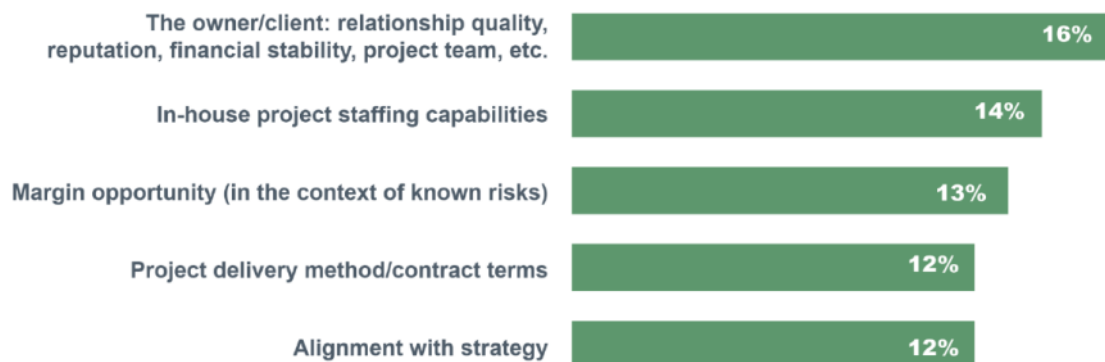 The owner/client: relationship quality,
reputation, financial stability, project team, etc.
16%
In-house project staffing capabilities
14%
Margin opportunity (in the context of known risks)
13%
Project delivery method/contract terms
12%
Alignment with strategy
12%